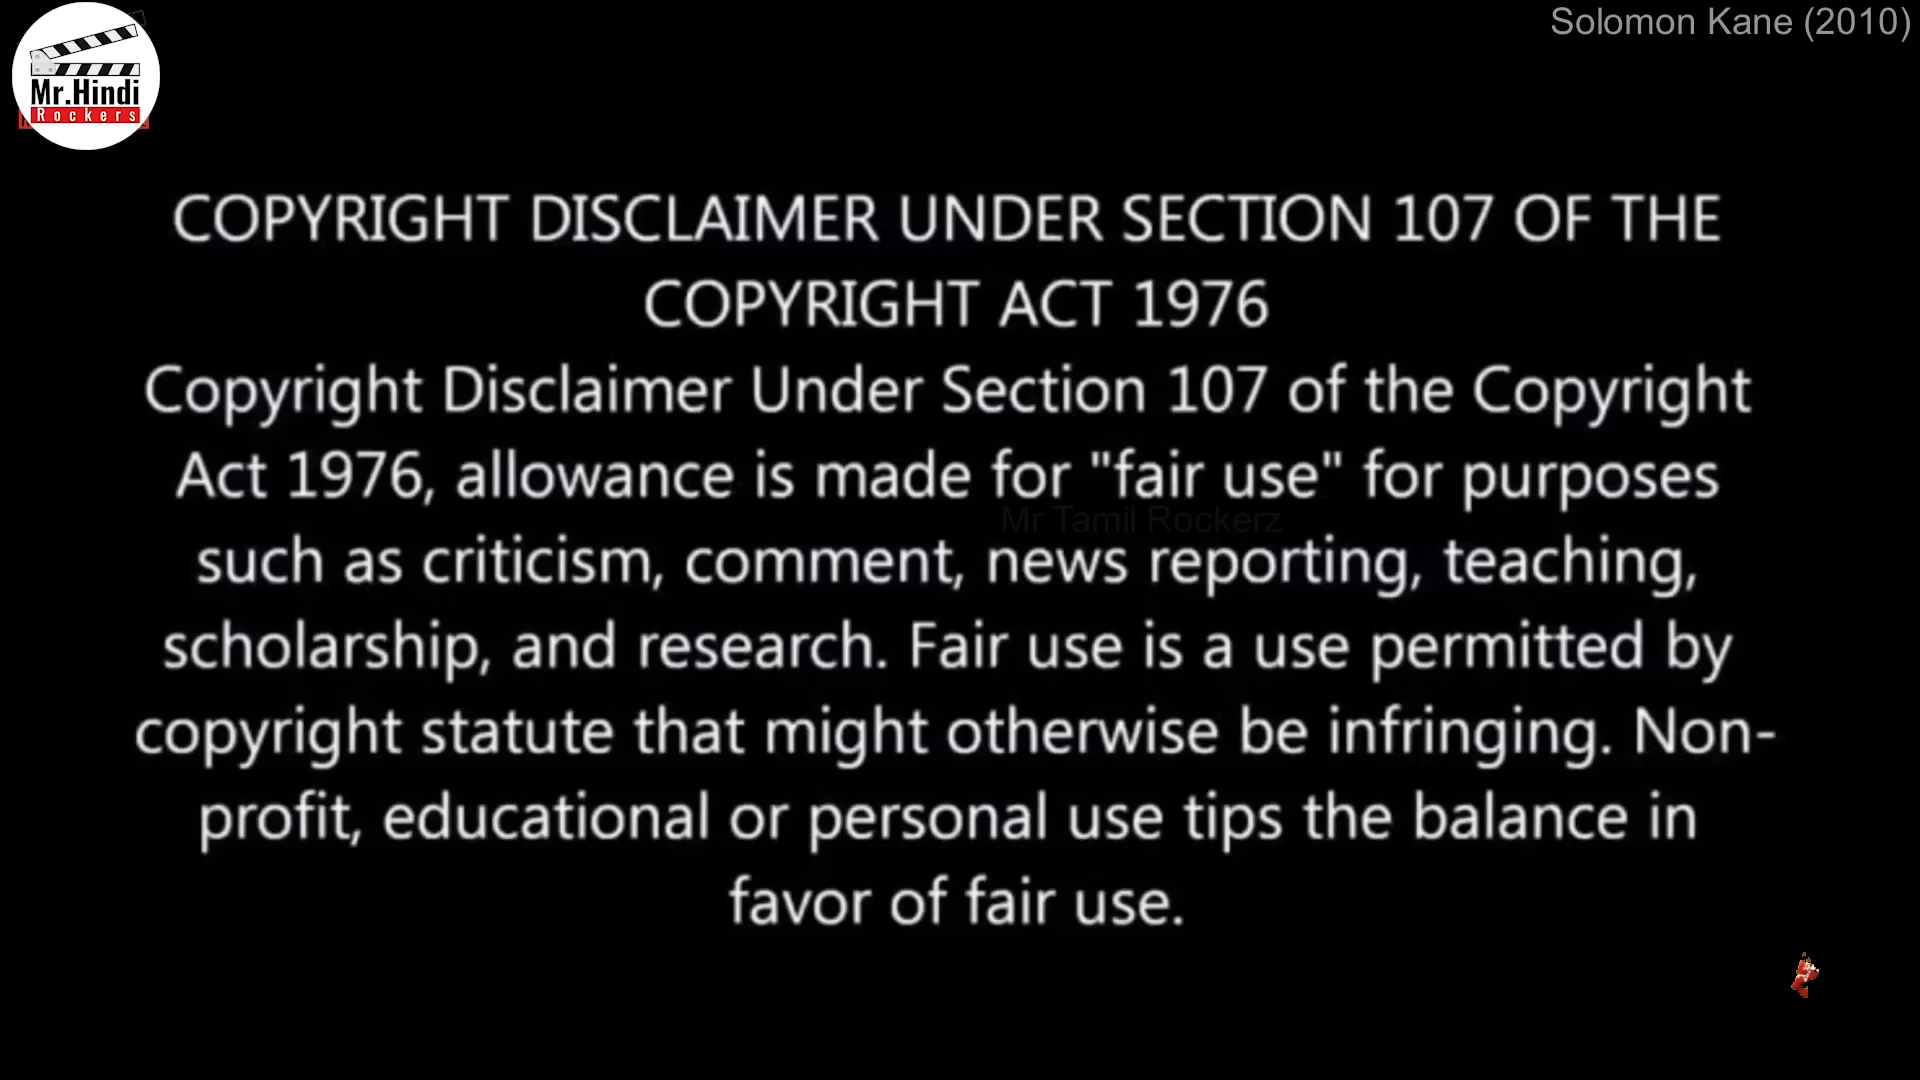 Solomon Kane (2010)
Mr.Hindi
Rockers
COPYRIGHT DISCLAIMER UNDER SECTION 107 OF THE
COPYRIGHT ACT 1976
Copyright Disclaimer Under Section 107 of the Copyright
Act 1976, allowance is made for "fair use" for purposes
Mr Tamil Rockerz
such as criticism, comment, news reporting, teaching,
scholarship, and research. Fair use is a use permitted by
copyright statute that might otherwise be infringing. Non-
profit, educational or personal use tips the balance in
favor of fair use.